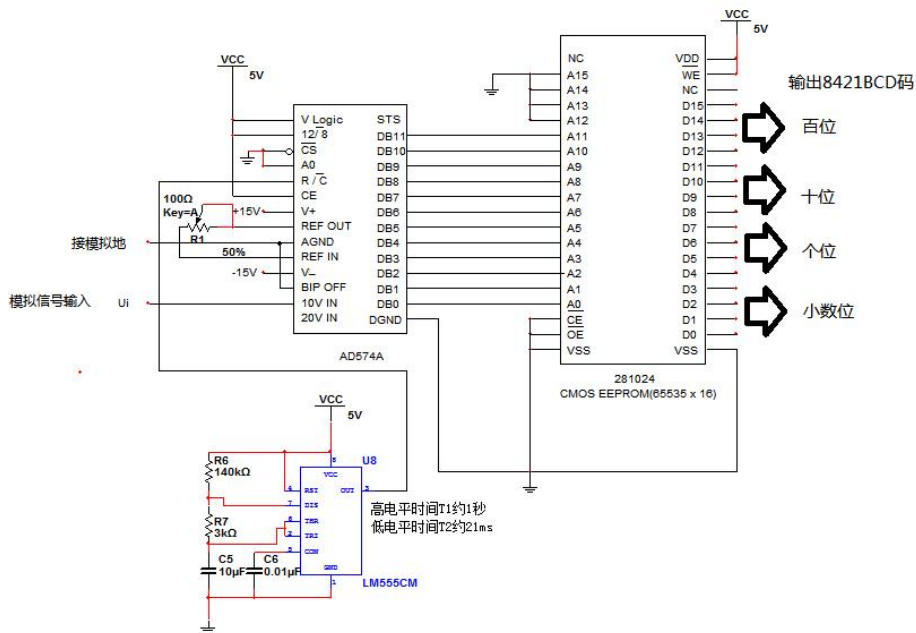 VCC
5V
NC
A15
A14
A13
A12
A11
A10
A9
A8
A7
A6
A5
A4
A3
A2
A1
A0
CE
OE
VSS
VDD
WE
NC
D15
D14
D13
D12
D11
D10
D9
D8
D7
D6
D5
D4
D3
D2
D1
D0
VSS
281024
CMOS EEPROM(65535 x 16)
输出8421BCD码
百位
十位
个位
小数位
VCC
5V
V Logic
12/ 8
CS
A0
R / C
CE
V+
REF OUT
AGND
REF IN
V–
BIP OFF
10V IN
20V IN
STS
DB11
DB10
DB9
DB8
DB7
DB6
DB5
DB4
DB3
DB2
DB1
DB0
DGND
AD574A
100Ω
Key=A
R1
50%
+15V
-15V
接模拟地
模拟信号输入 Ui
VCC
5V
U8
R6
140kΩ
R7
3kΩ
C5
10µF
C6
0.01µF
8
VCC
4 RST
7 DIS
6 THR
2 TRI
5 CON
OUT 3
GND
1
LM555CM
高电平时间T1约1秒
低电平时间T2约21ms